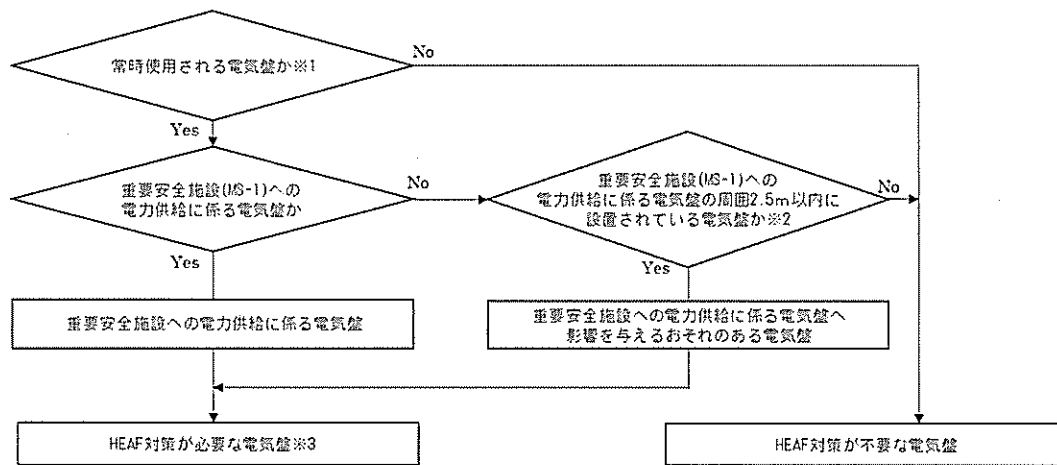 常時使用される電気盤か※1
No
Yes
重要安全施設(MS-1)への
電力供給に係る電気盤か
No
重要安全施設(MS-1)への
電力供給に係る電気盤の周囲2.5m以内に
設置されている電気盤か※2
No
Yes
Yes
重要安全施設への電力供給に係る電気盤
重要安全施設への電力供給に係る電気盤へ
影響を与えるおそれのある電気盤
HEAF対策が必要な電気盤※3
HEAF対策が不要な電気盤